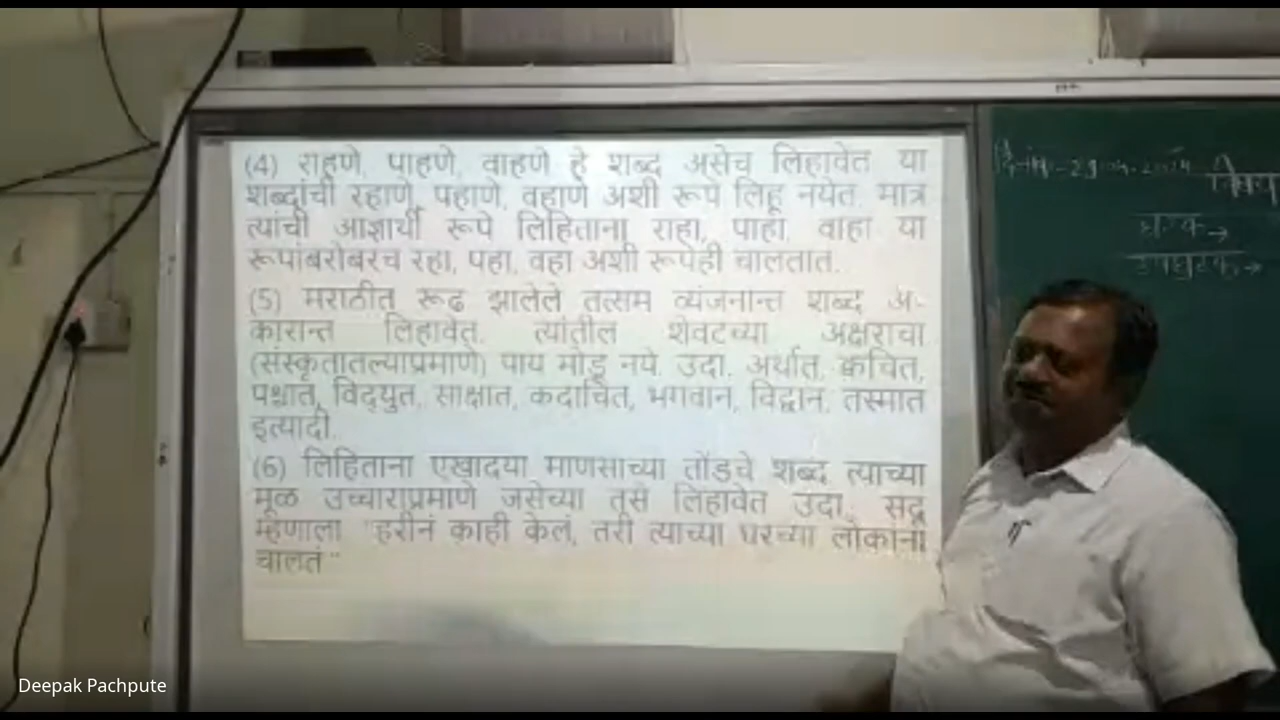 (4) राहणे, पाहणे, वाहणे हे शब्द असेच लिहावेत या
शब्दांची रहाणे, पहाणे, वहाणे अशी रूपे लिहू नयेत. मात्र
त्यांची आज्ञार्थी रूपे लिहिताना राहा, पाहा, वाहा या
रूपांबरोबरच रहा, पहा, वहा अशी रूपेही चालतात.
(5) मराठीत रूढ झालेले तत्सम व्यंजनान्त शब्द अ-
कारान्त लिहावेत. त्यांतील शेवटच्या अक्षराचा
(संस्कृतातल्याप्रमाणे) पाय मोडू नये. उदा. अर्थात, क्वचित,
पश्चात, विद्युत, साक्षात, कदाचित, भगवान, विद्वान, तस्मात
इत्यादी.
(6) लिहिताना एखादया माणसाच्या तोंडचे शब्द त्याच्या
मूळ उच्चाराप्रमाणे जसेच्या तसे लिहावेत उदा. सदू
म्हणाला "हरीनं काही केलं, तरी त्याच्या घरच्या लोकांना
चालतं"
घटक →
उपघटक →
Deepak Pachpute